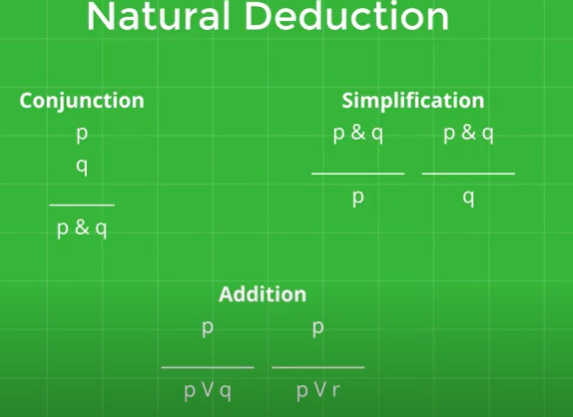 Natural Deduction
Conjunction
p
q
p & q
Simplification
p & q p & q
p q
Addition
p p
p V q p V r